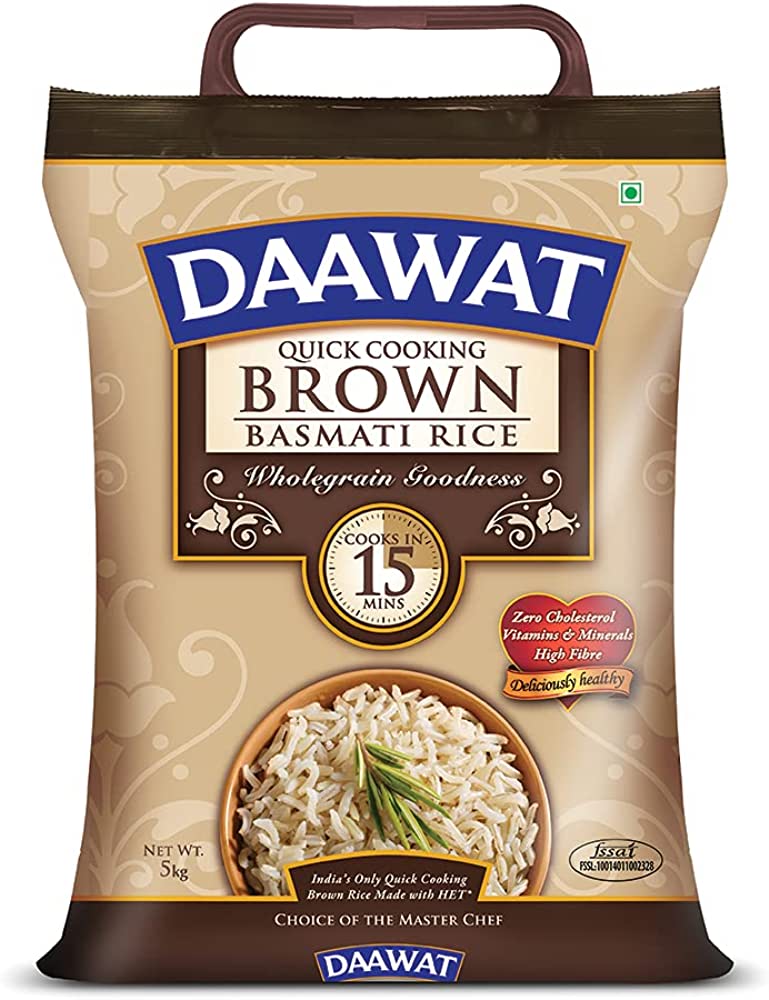 DAAWAT
QUICK COOKING
BROWN
BASMATI RICE
Wholegrain Goodness
COOKS IN
15
MINS
Zero Cholesterol
Vitamins & Minerals
High Fibre
Deliciously healthy
NET WT.
5kg
fssai
FSSL:10014011002328
India's Only Quick Cooking
Brown Rice Made with HET*
CHOICE OF THE MASTER CHEF
DAAWAT